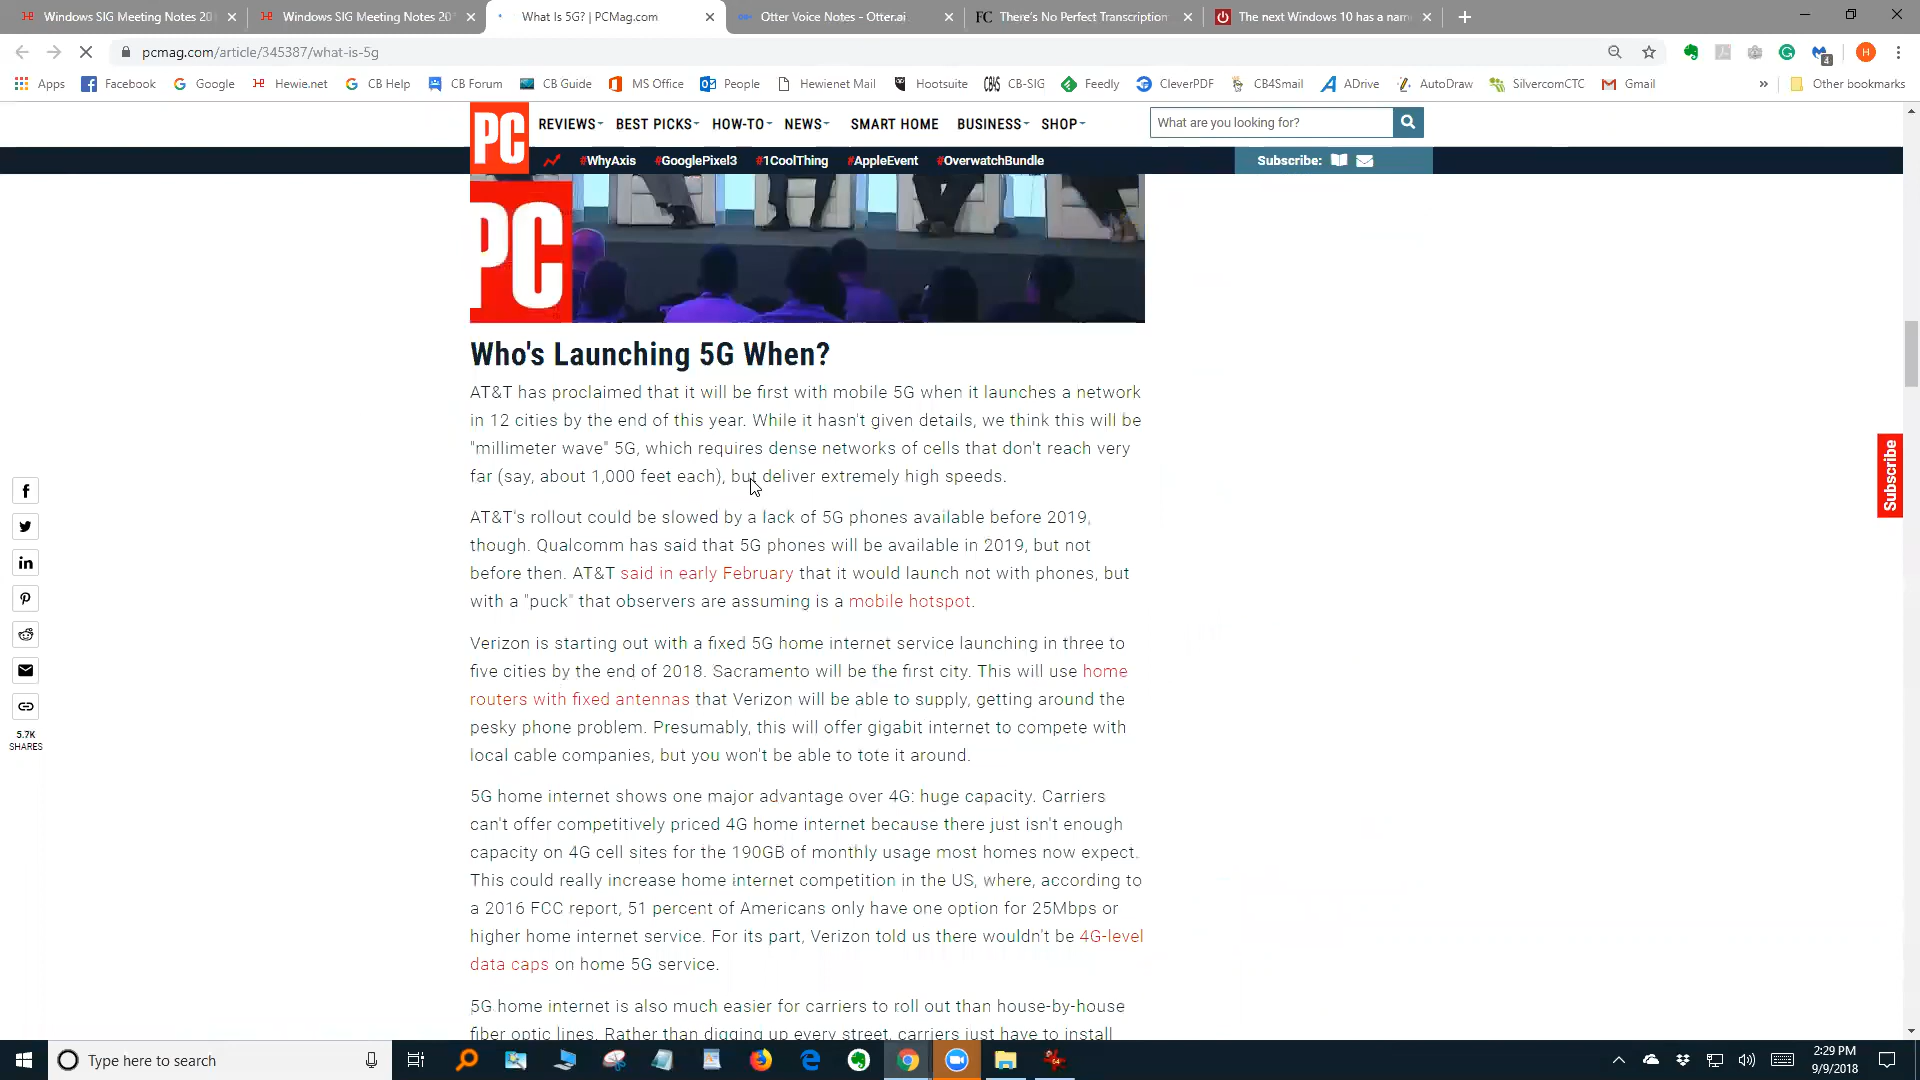 Windows SIG Meeting Notes 20
Windows SIG Meeting Notes 20
What Is 5G? | PCMag.com
Otter Voice Notes - Otter.ai
There's No Perfect Transcription
The next Windows 10 has a nam
pcmag.com/article/345387/what-is-5g
Apps Facebook Google Hewie.net CB Help CB Forum CB Guide MS Office People Hewienet Mail Hootsuite CB-SIG Feedly CleverPDF CB4Smail ADrive AutoDraw SilvercomCTC Gmail » Other bookmarks
PC REVIEWS BEST PICKS HOW-TO NEWS SMART HOME BUSINESS SHOP What are you looking for?
#WhyAxis #GooglePixel3 #1CoolThing #AppleEvent #OverwatchBundle Subscribe:
PC
Who's Launching 5G When?
AT&T has proclaimed that it will be first with mobile 5G when it launches a network
in 12 cities by the end of this year. While it hasn't given details, we think this will be
"millimeter wave" 5G, which requires dense networks of cells that don't reach very
far (say, about 1,000 feet each), but deliver extremely high speeds.
AT&T's rollout could be slowed by a lack of 5G phones available before 2019,
though. Qualcomm has said that 5G phones will be available in 2019, but not
before then. AT&T said in early February that it would launch not with phones, but
with a "puck" that observers are assuming is a mobile hotspot.
Verizon is starting out with a fixed 5G home internet service launching in three to
five cities by the end of 2018. Sacramento will be the first city. This will use home
routers with fixed antennas that Verizon will be able to supply, getting around the
pesky phone problem. Presumably, this will offer gigabit internet to compete with
local cable companies, but you won't be able to tote it around.
5G home internet shows one major advantage over 4G: huge capacity. Carriers
can't offer competitively priced 4G home internet because there just isn't enough
capacity on 4G cell sites for the 190GB of monthly usage most homes now expect.
This could really increase home internet competition in the US, where, according to
a 2016 FCC report, 51 percent of Americans only have one option for 25Mbps or
higher home internet service. For its part, Verizon told us there wouldn't be 4G-level
data caps on home 5G service.
5G home internet is also much easier for carriers to roll out than house-by-house
fiber optic lines. Rather than digging up every street, carriers just have to install
5.7K
SHARES
Subscribe
Type here to search
2:29 PM
9/9/2018